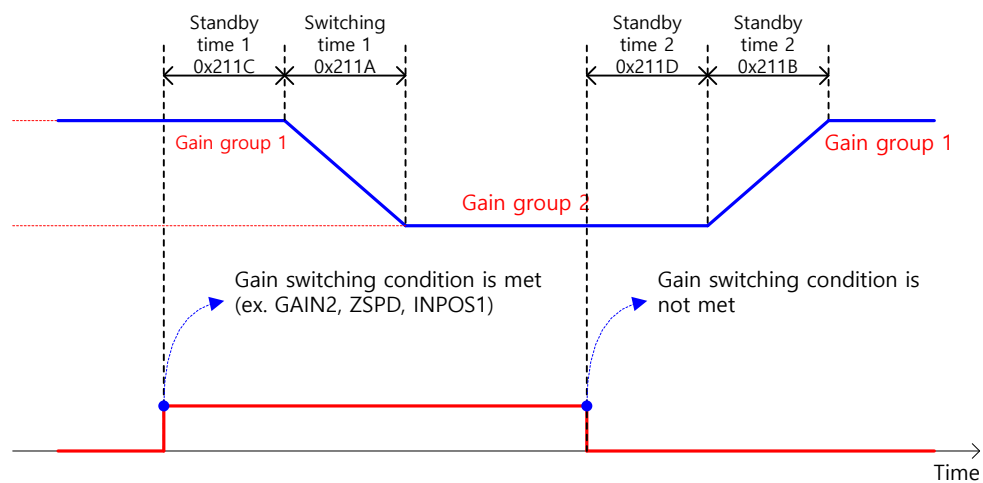 Standby
time 1
0x211C
Switching
time 1
0x211A
Standby
time 2
0x211D
Standby
time 2
0x211B
Gain group 1
Gain group 2
Gain group 1
Gain switching condition is met
(ex. GAIN2, ZSPD, INPOS1)
Gain switching condition is
not met
Time